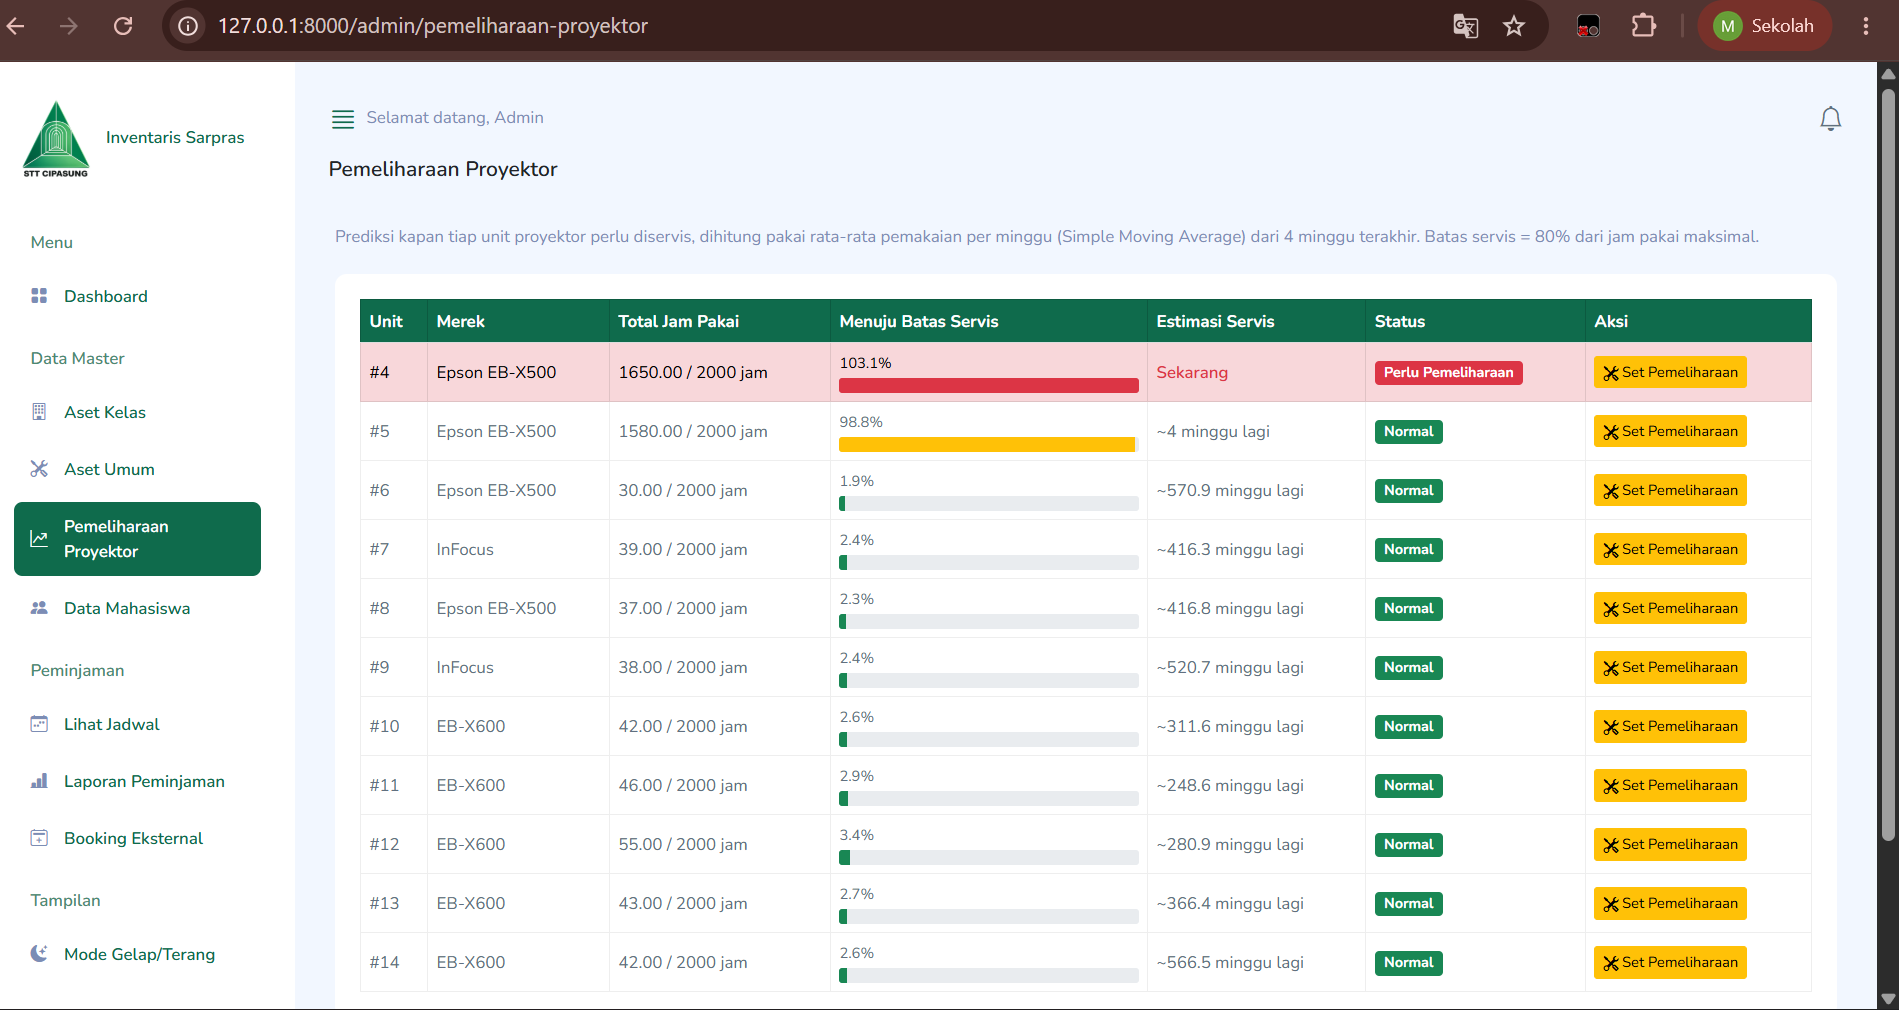 127.0.0.1:8000/admin/pemeliharaan-proyektor
M Sekolah
STT CIPASUNG
Inventaris Sarpras
Menu
Dashboard
Data Master
Aset Kelas
Aset Umum
Pemeliharaan
Proyektor
Data Mahasiswa
Peminjaman
Lihat Jadwal
Laporan Peminjaman
Booking Eksternal
Tampilan
Mode Gelap/Terang
Selamat datang, Admin
Pemeliharaan Proyektor
Prediksi kapan tiap unit proyektor perlu diservis, dihitung pakai rata-rata pemakaian per minggu (Simple Moving Average) dari 4 minggu terakhir. Batas servis = 80% dari jam pakai maksimal.
Unit Merek Total Jam Pakai Menuju Batas Servis Estimasi Servis Status Aksi
#4 Epson EB-X500 1650.00 / 2000 jam 103.1% Sekarang Perlu Pemeliharaan Set Pemeliharaan
#5 Epson EB-X500 1580.00 / 2000 jam 98.8% ~4 minggu lagi Normal Set Pemeliharaan
#6 Epson EB-X500 30.00 / 2000 jam 1.9% ~570.9 minggu lagi Normal Set Pemeliharaan
#7 InFocus 39.00 / 2000 jam 2.4% ~416.3 minggu lagi Normal Set Pemeliharaan
#8 Epson EB-X500 37.00 / 2000 jam 2.3% ~416.8 minggu lagi Normal Set Pemeliharaan
#9 InFocus 38.00 / 2000 jam 2.4% ~520.7 minggu lagi Normal Set Pemeliharaan
#10 EB-X600 42.00 / 2000 jam 2.6% ~311.6 minggu lagi Normal Set Pemeliharaan
#11 EB-X600 46.00 / 2000 jam 2.9% ~248.6 minggu lagi Normal Set Pemeliharaan
#12 EB-X600 55.00 / 2000 jam 3.4% ~280.9 minggu lagi Normal Set Pemeliharaan
#13 EB-X600 43.00 / 2000 jam 2.7% ~366.4 minggu lagi Normal Set Pemeliharaan
#14 EB-X600 42.00 / 2000 jam 2.6% ~566.5 minggu lagi Normal Set Pemeliharaan